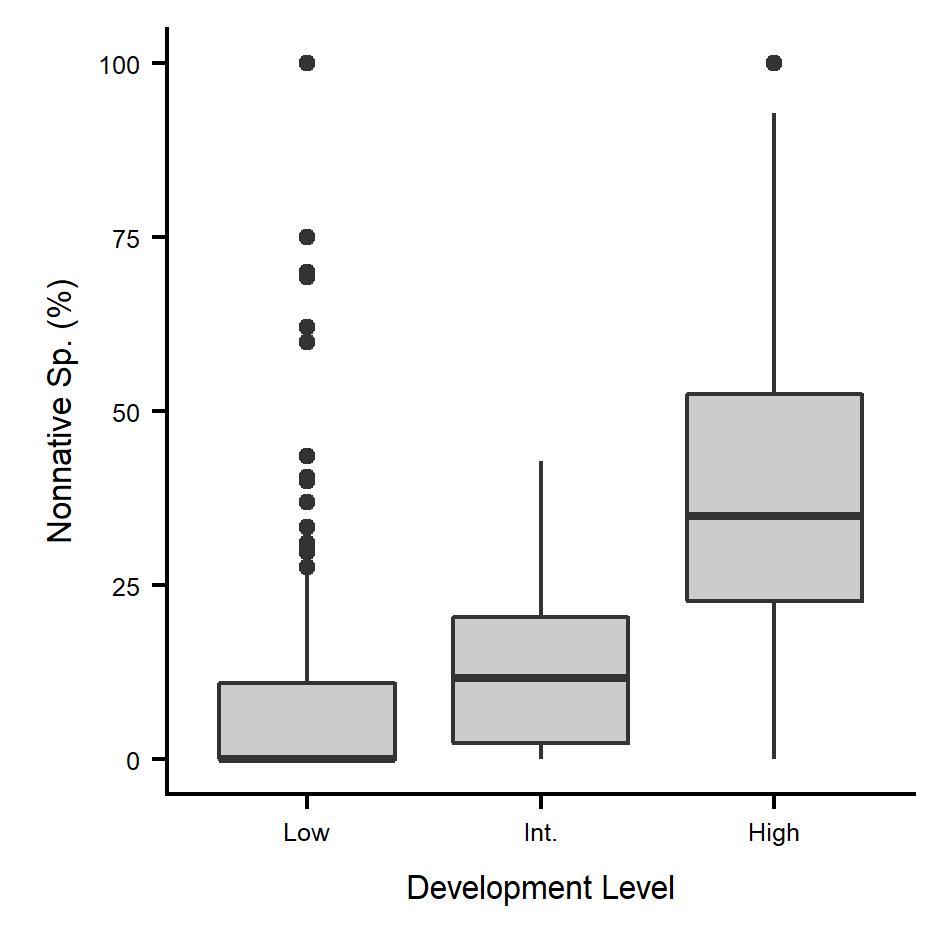 100
75
50
25
0
Nonnative Sp. (%)
Low Int. High
Development Level